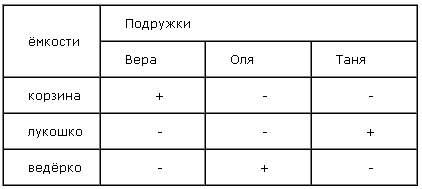 ёмкости Подружки
Вера Оля Таня
корзина + - -
лукошко - - +
ведёрко - + -